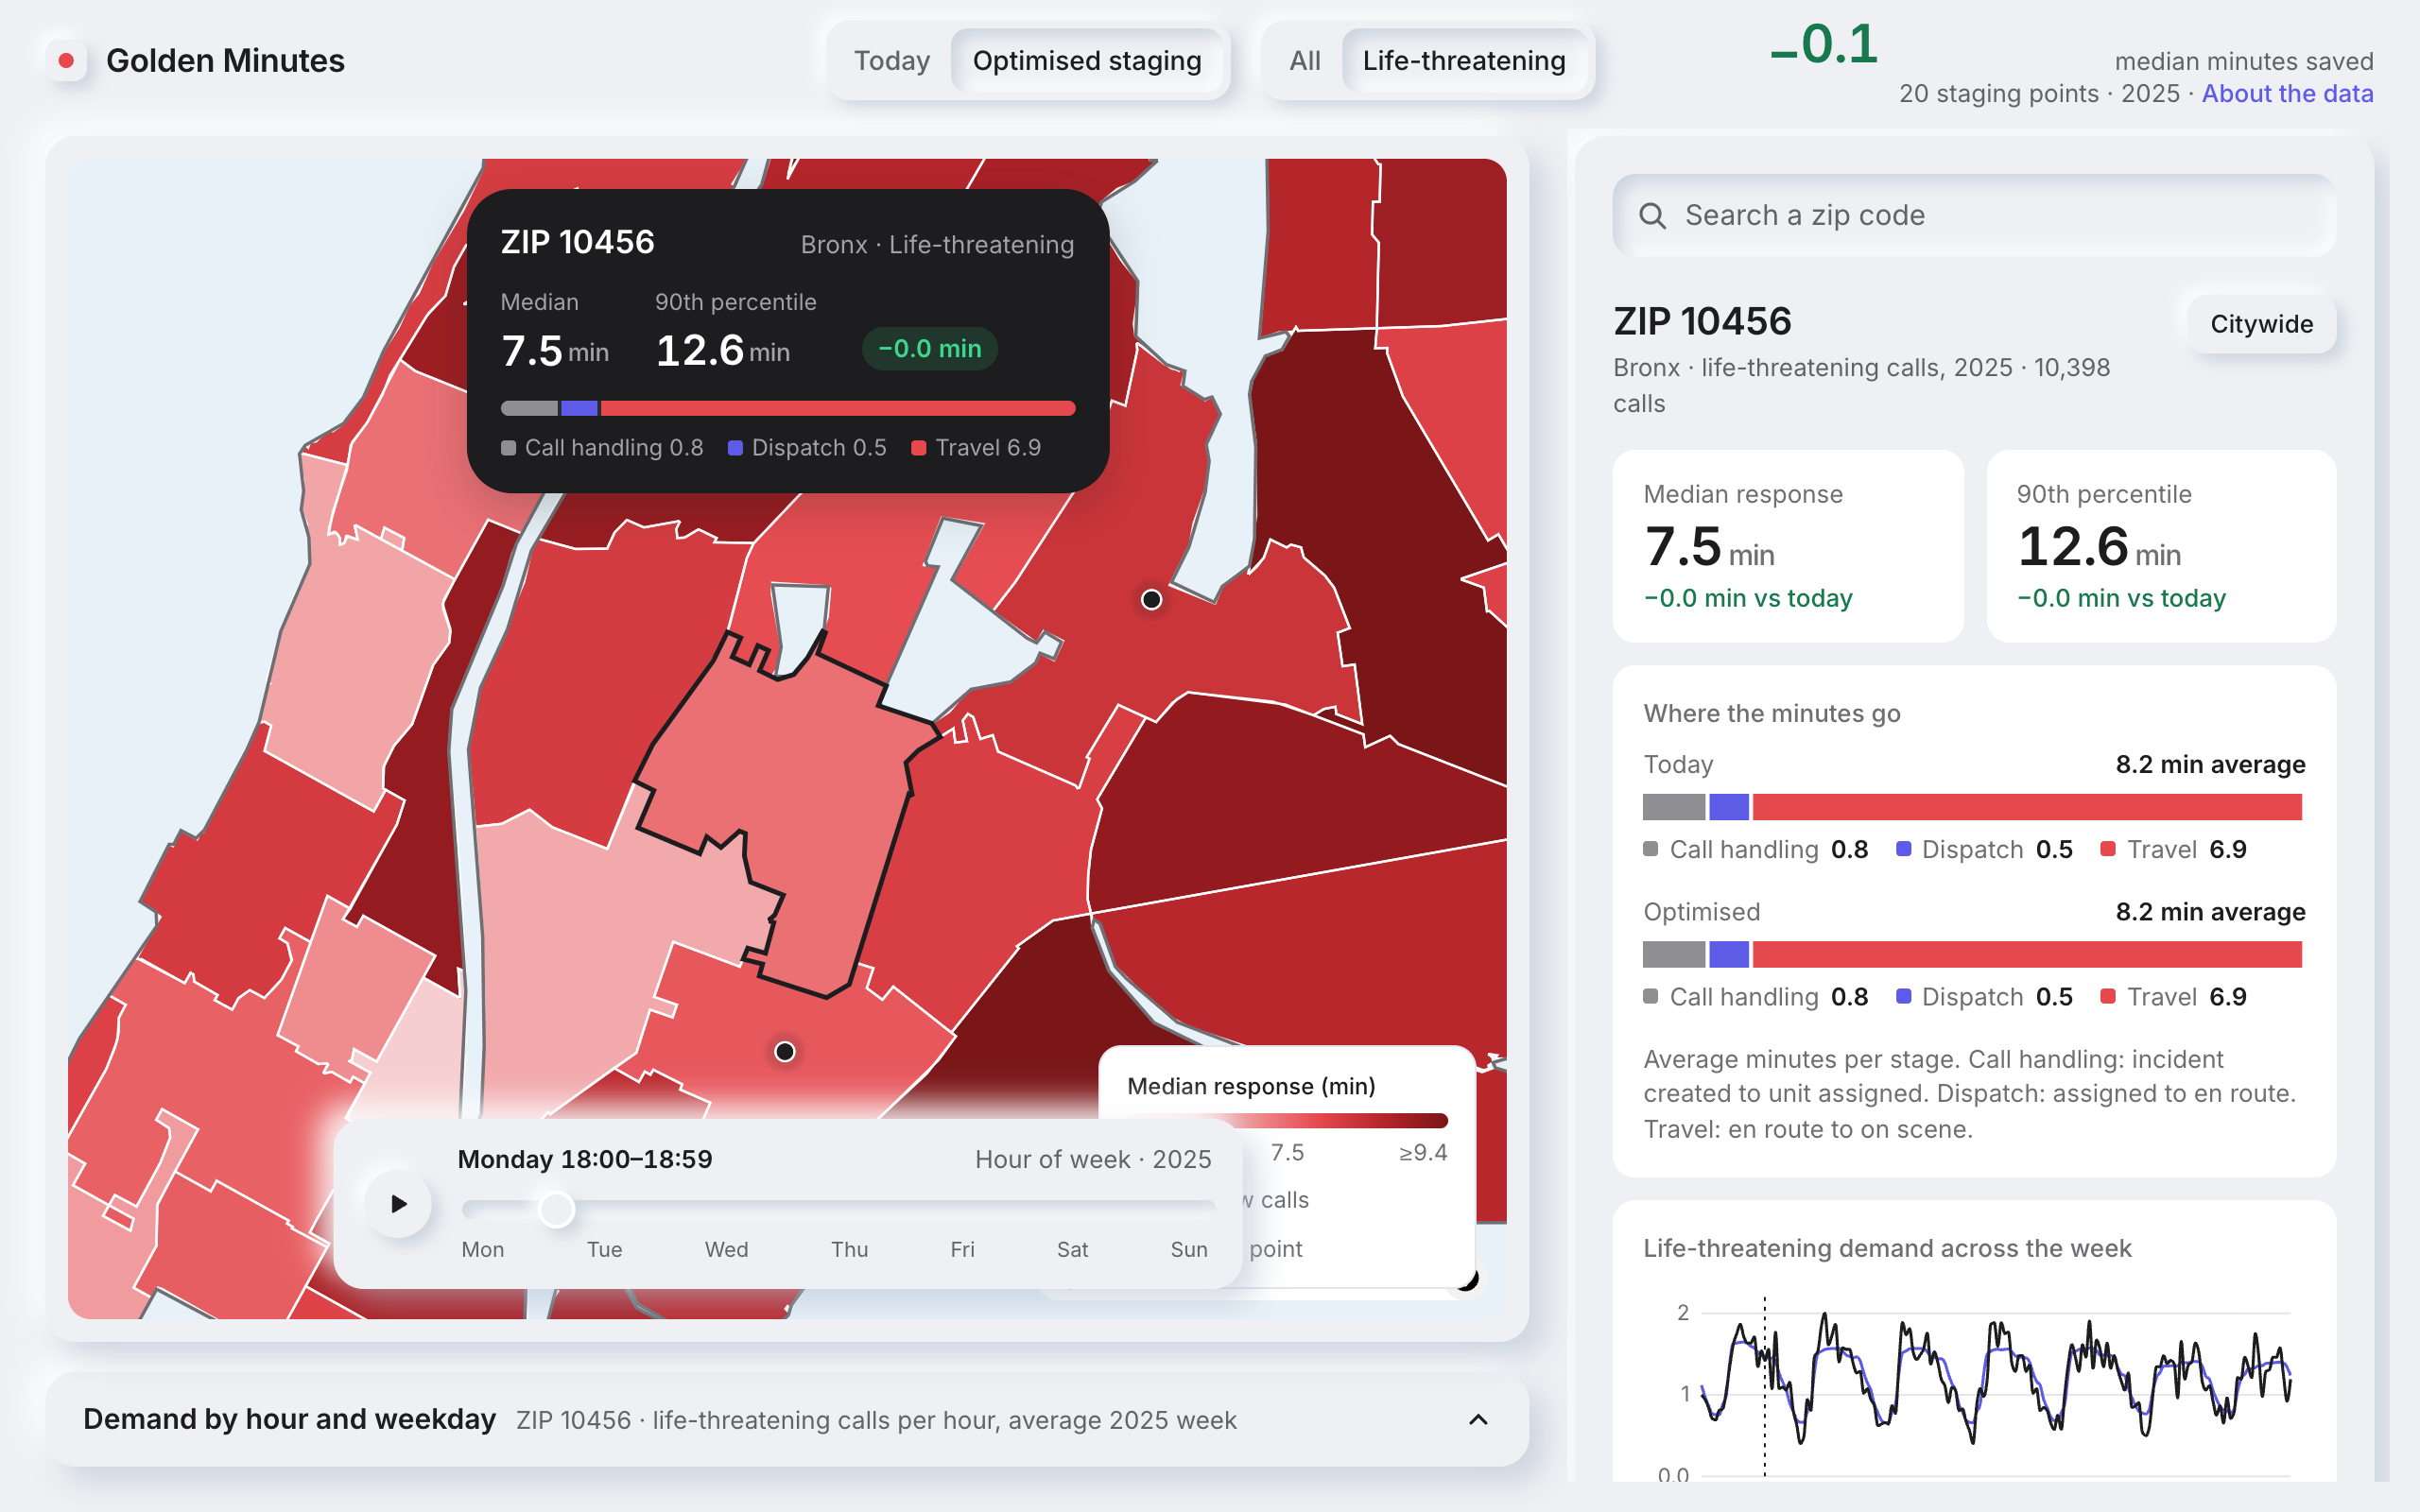 Golden Minutes
Today
Optimised staging
All
Life-threatening
−0.1
median minutes saved
20 staging points · 2025 · About the data
ZIP 10456
Bronx · Life-threatening
Median
90th percentile
7.5 min
12.6 min
−0.0 min
Call handling 0.8
Dispatch 0.5
Travel 6.9
Median response (min)
7.5
≥9.4
calls
point
Monday 18:00–18:59
Hour of week · 2025
Mon
Tue
Wed
Thu
Fri
Sat
Sun
Demand by hour and weekday
ZIP 10456 · life-threatening calls per hour, average 2025 week
Search a zip code
ZIP 10456
Citywide
Bronx · life-threatening calls, 2025 · 10,398
calls
Median response
7.5 min
−0.0 min vs today
90th percentile
12.6 min
−0.0 min vs today
Where the minutes go
Today
8.2 min average
Call handling 0.8
Dispatch 0.5
Travel 6.9
Optimised
8.2 min average
Call handling 0.8
Dispatch 0.5
Travel 6.9
Average minutes per stage. Call handling: incident
created to unit assigned. Dispatch: assigned to en route.
Travel: en route to on scene.
Life-threatening demand across the week
2
1
0.0